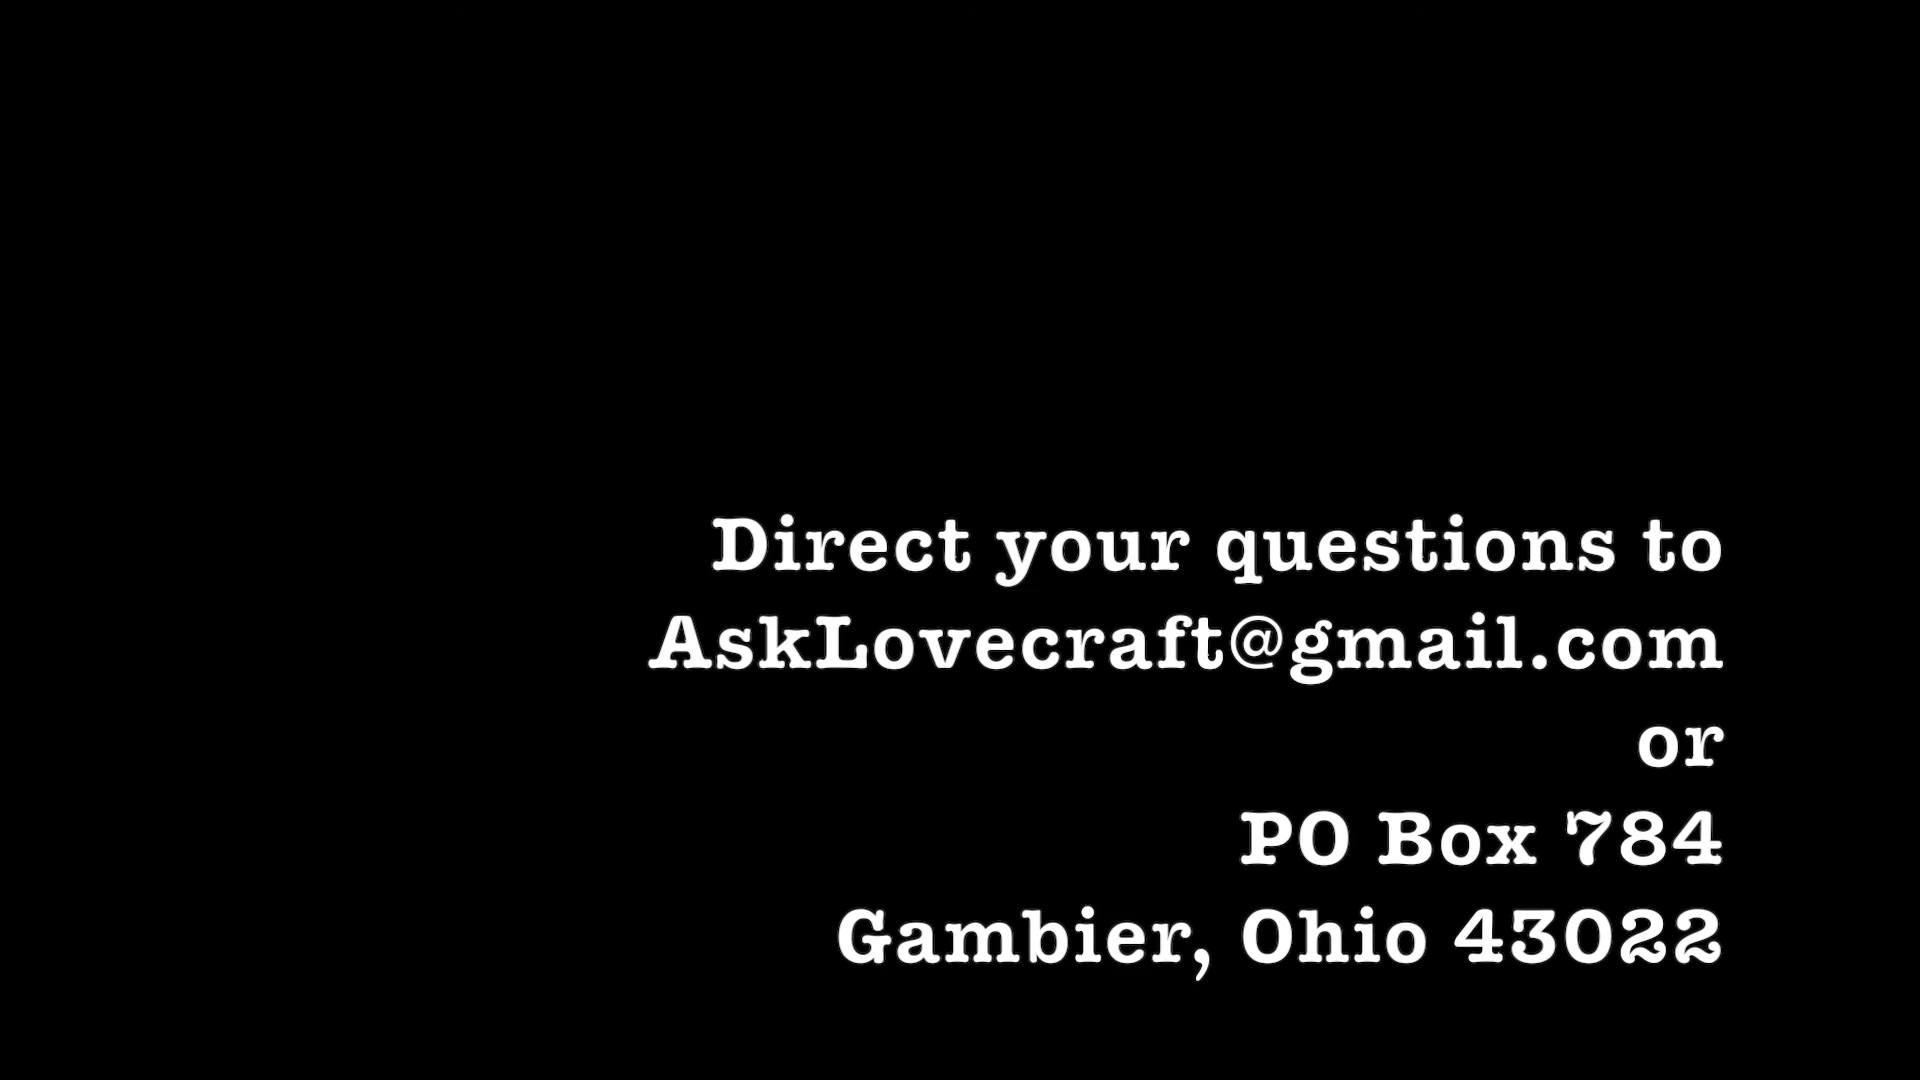 Direct your questions to
AskLovecraft@gmail.com
or
PO Box 784
Gambier, Ohio 43022